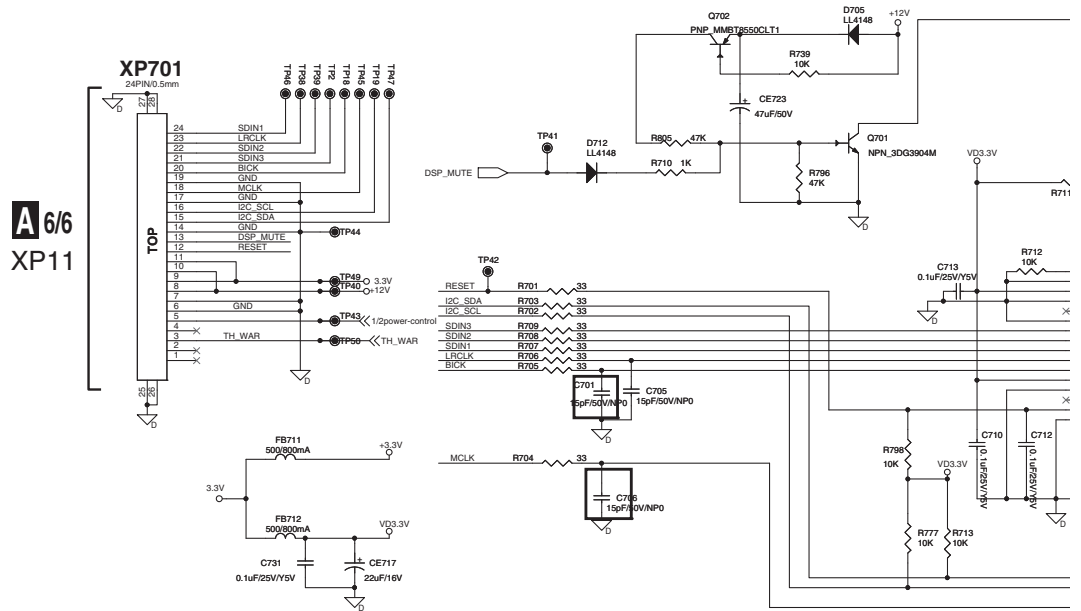 XP701
24PIN/0.5mm
27
28
D
TP46
TP38
TP39
TP2
TP18
TP45
TP19
TP47
A 6/6
XP11
TOP
24 SDIN1
23 LRCLK
22 SDIN2
21 SDIN3
20 BICK
19 GND
18 MCLK
17 GND
16 I2C_SCL
15 I2C_SDA
14 GND TP44
13 DSP_MUTE
12 RESET
11
10
9 TP49 3.3V
8 TP40 +12V
7
6 GND
5 TP43 1/2power-control
4
3 TH_WAR TP50 TH_WAR
2
1
25
26
D
D
Q702
PNP_MMBT8550CLT1
D705
LL4148
+12V
R739
10K
CE723
47uF/50V
R805 47K
Q701
NPN_3DG3904M
TP41
D712
LL4148
DSP_MUTE
R710 1K
R796
47K
D
VD3.3V
R711
TP42
RESET R701 33
I2C_SDA R703 33
I2C_SCL R702 33
SDIN3 R709 33
SDIN2 R708 33
SDIN1 R707 33
LRCLK R706 33
BICK R705 33
C701
15pF/50V/NP0
C705
15pF/50V/NP0
D
C713
0.1uF/25V/Y5V
R712
10K
D
MCLK R704 33
C706
15pF/50V/NP0
D
R798
10K
VD3.3V
C710
0.1uF/25V/Y5V
C712
0.1uF/25V/Y5V
D
R777
10K
R713
10K
FB711
500/800mA
+3.3V
3.3V
FB712
500/800mA
VD3.3V
C731
0.1uF/25V/Y5V
CE717
22uF/16V
D